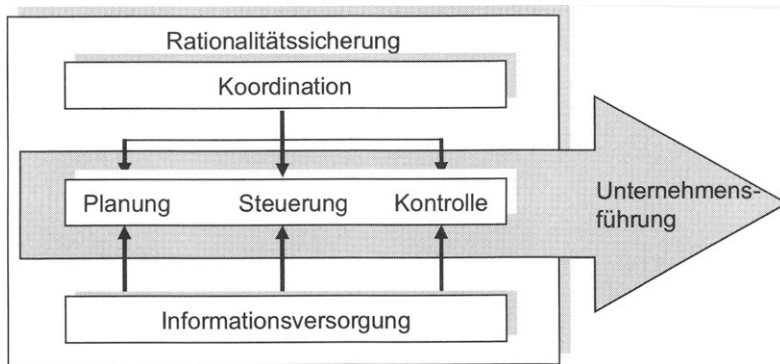 Rationalitätssicherung
Koordination
Planung Steuerung Kontrolle
Unternehmens-
führung
Informationsversorgung